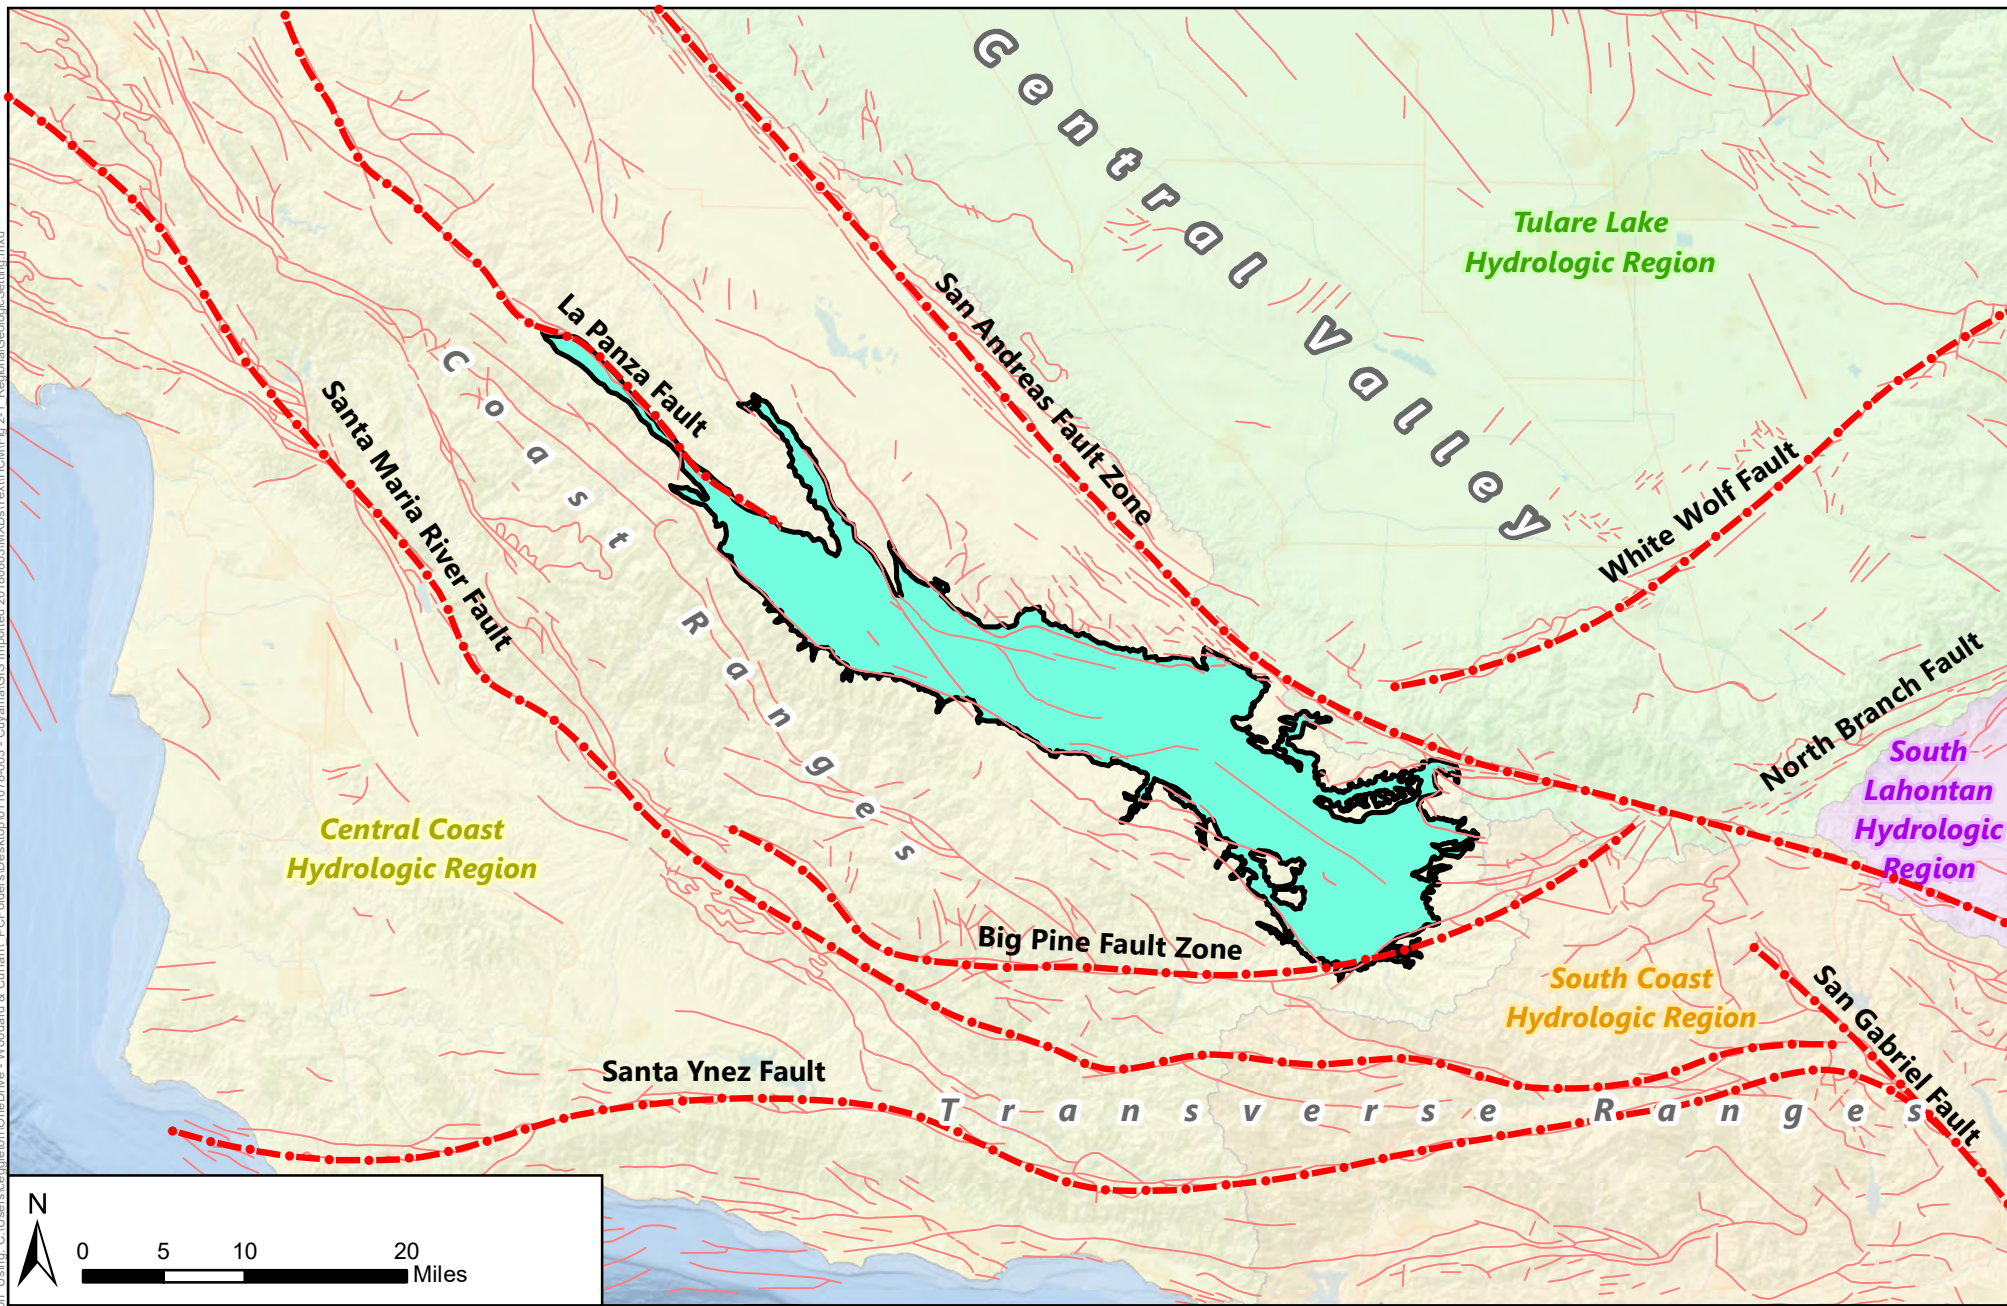 Central Valley
Tulare Lake
Hydrologic Region
San Andreas Fault Zone
La Panza Fault
Coast Ranges
Santa Maria River Fault
White Wolf Fault
North Branch Fault
South
Lahontan
Hydrologic
Region
Central Coast
Hydrologic Region
Big Pine Fault Zone
South Coast
Hydrologic Region
San Gabriel Fault
Santa Ynez Fault
Transverse Ranges
N
0 5 10 20
Miles